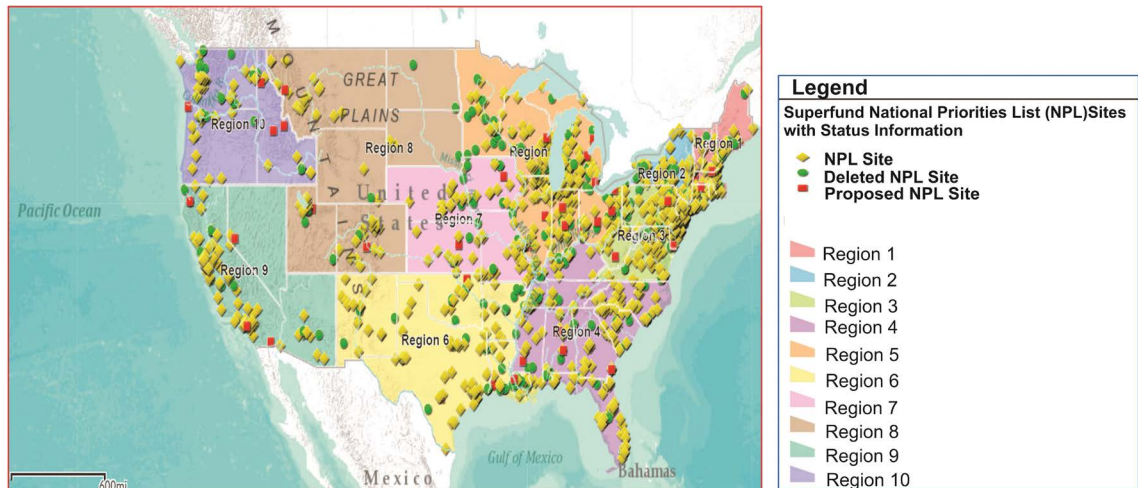 MOUNTAINS
GREAT
PLAINS
Region 10
Region 8
Region
Region 1
Region 2
Pacific Ocean
United
States
Region 7
Region 3
Region 9
Region 6
Region 4
Gulf of Mexico
Mexico
Bahamas
600mi
Legend
Superfund National Priorities List (NPL)Sites
with Status Information
NPL Site
Deleted NPL Site
Proposed NPL Site
Region 1
Region 2
Region 3
Region 4
Region 5
Region 6
Region 7
Region 8
Region 9
Region 10